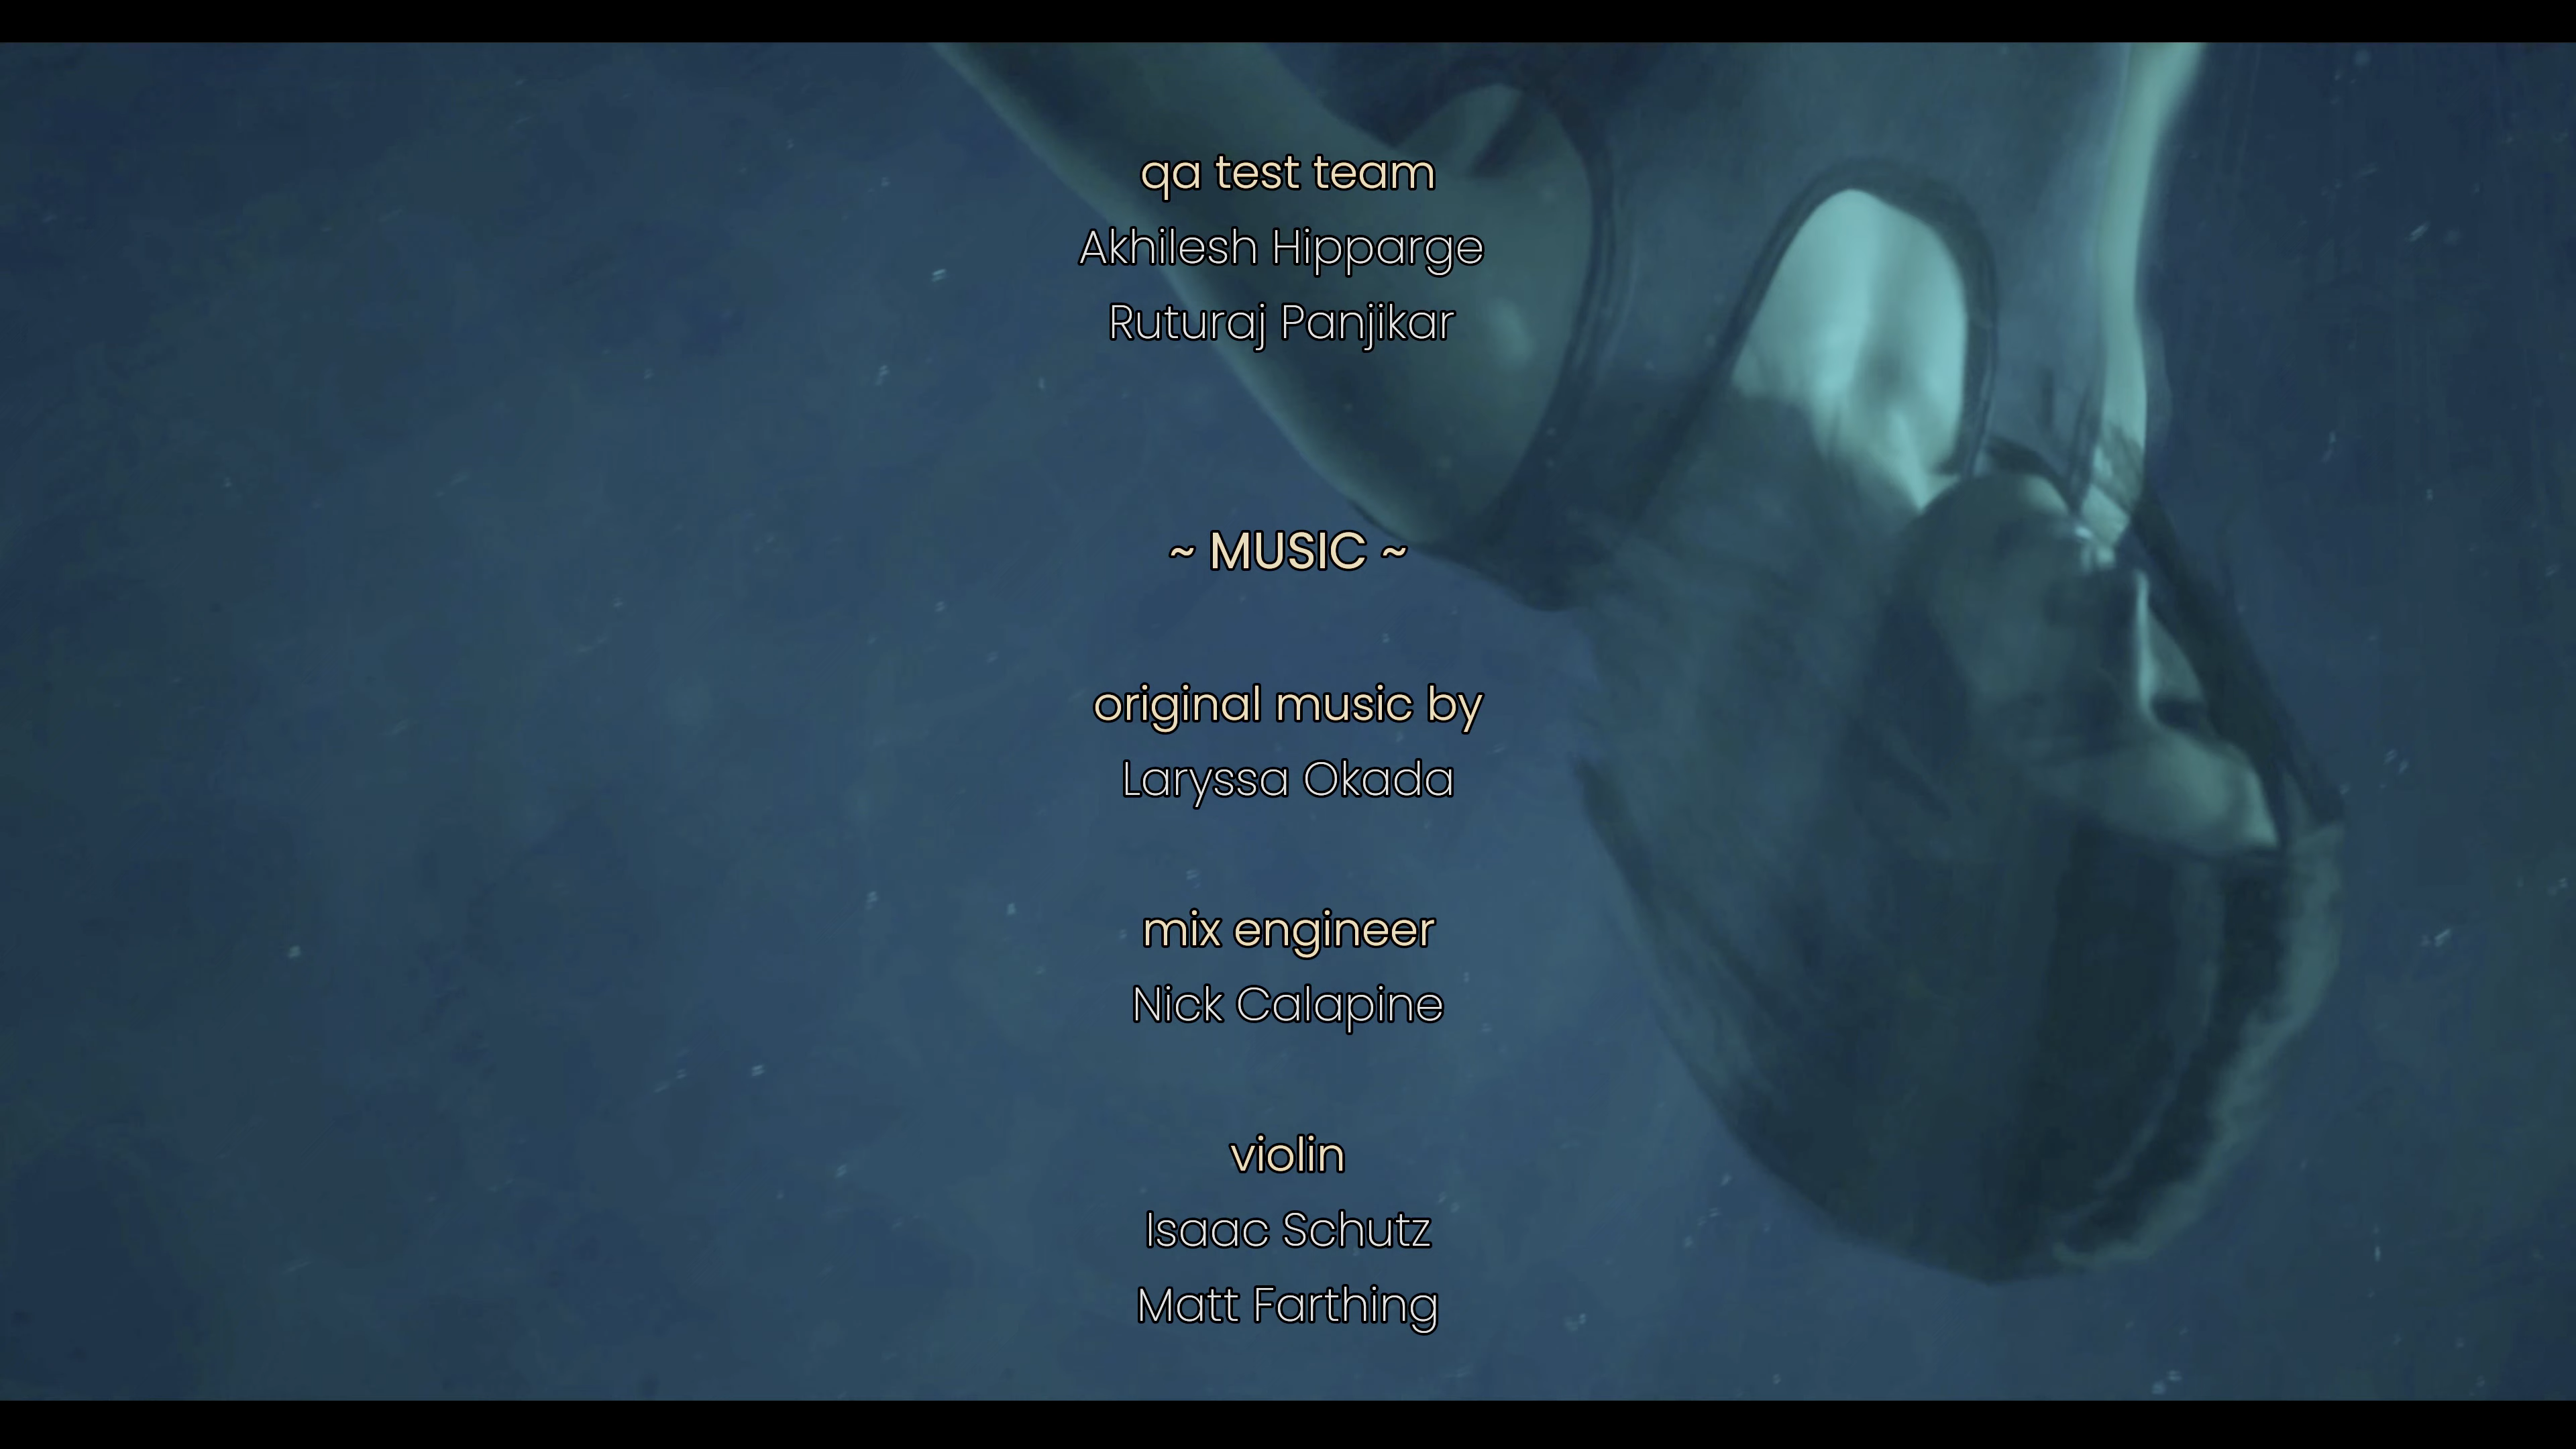 qa test team
Akhilesh Hipparge
Ruturaj Panjikar
~ MUSIC ~
original music by
Laryssa Okada
mix engineer
Nick Calapine
violin
Isaac Schutz
Matt Farthing